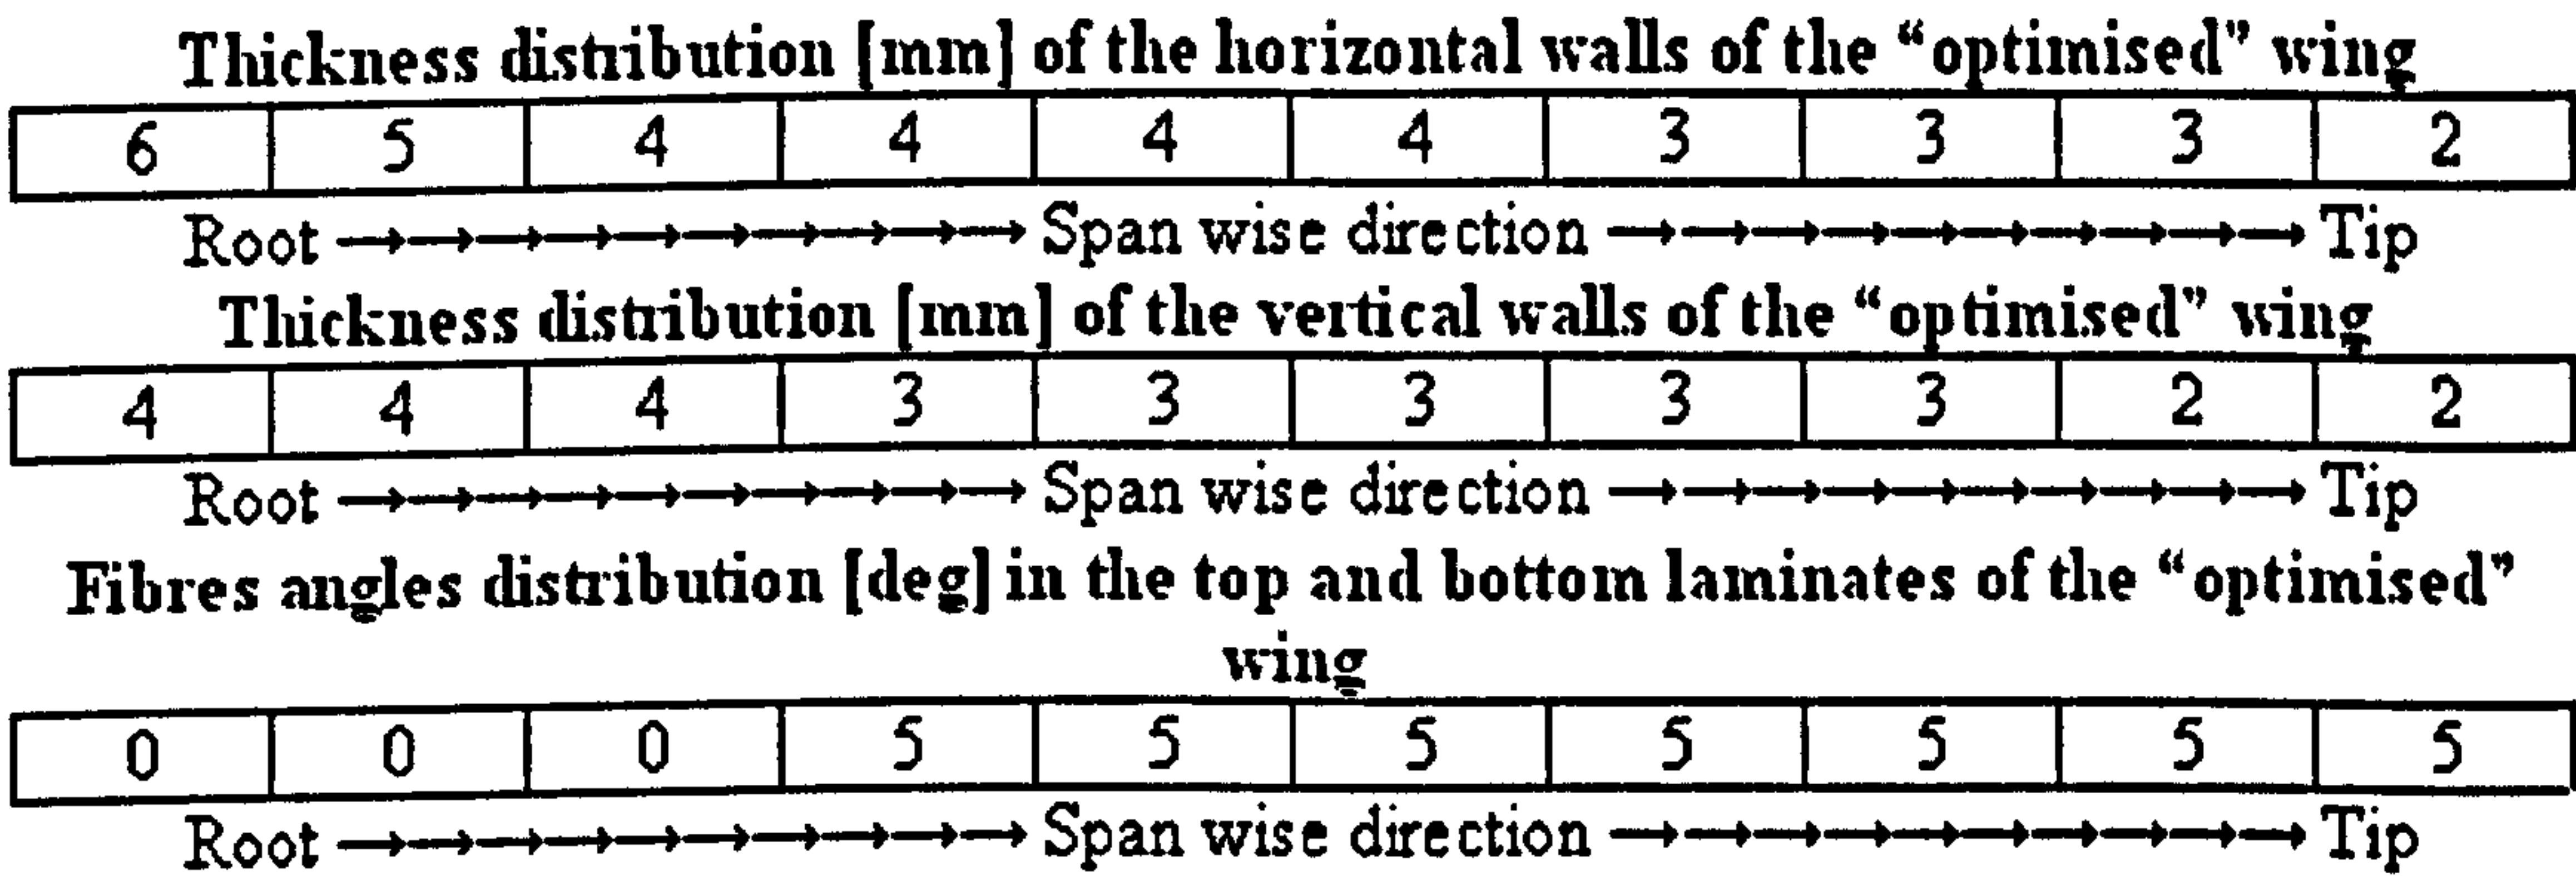 Thickness distribution [mm] of the horizontal walls of the “optimised” wing
6 5 4 4 4 4 3 3 3 2
Root →→→→→→→→→→ Span wise direction →→→→→→→→→→ Tip
Thickness distribution [mm] of the vertical walls of the “optimised” wing
4 4 4 3 3 3 3 3 2 2
Root →→→→→→→→→→ Span wise direction →→→→→→→→→→ Tip
Fibres angles distribution [deg] in the top and bottom laminates of the “optimised”
wing
0 0 0 5 5 5 5 5 5 5
Root →→→→→→→→→→ Span wise direction →→→→→→→→→→ Tip